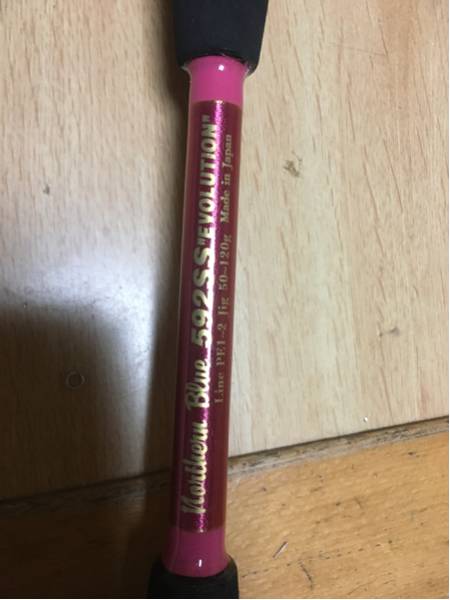 Northern Blue 592SS "EVOLUTION"
Line PE1-2 Jig 50-120g Made in Japan